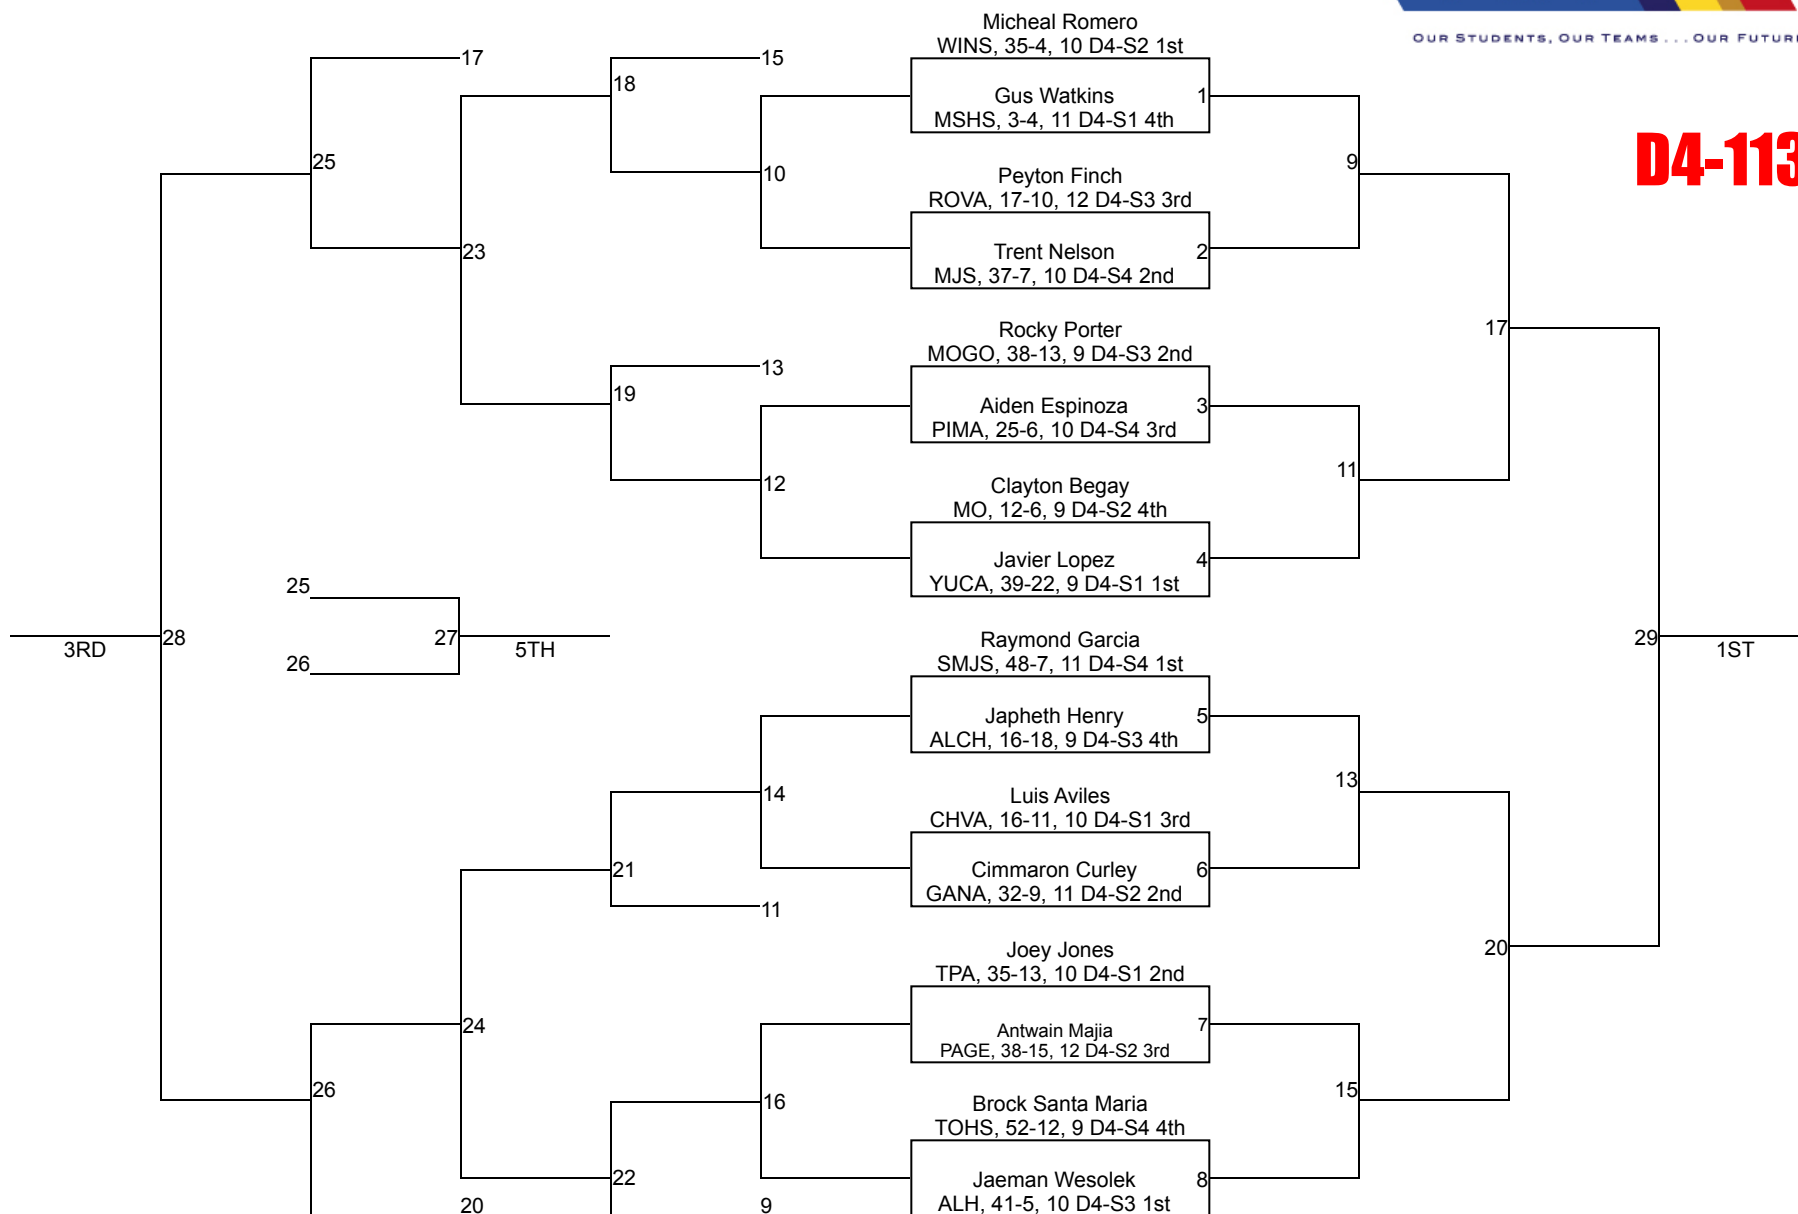 OUR STUDENTS, OUR TEAMS...OUR FUTURE
D4-113
Micheal Romero
WINS, 35-4, 10 D4-S2 1st
17
15
18
Gus Watkins
1
MSHS, 3-4, 11 D4-S1 4th
25
10
9
Peyton Finch
ROVA, 17-10, 12 D4-S3 3rd
23
Trent Nelson
2
MJS, 37-7, 10 D4-S4 2nd
17
Rocky Porter
MOGO, 38-13, 9 D4-S3 2nd
13
19
Aiden Espinoza
3
PIMA, 25-6, 10 D4-S4 3rd
12
11
Clayton Begay
MO, 12-6, 9 D4-S2 4th
Javier Lopez
4
YUCA, 39-22, 9 D4-S1 1st
25
3RD
28
27
5TH
26
29
1ST
Raymond Garcia
SMJS, 48-7, 11 D4-S4 1st
Japheth Henry
5
ALCH, 16-18, 9 D4-S3 4th
14
13
Luis Aviles
CHVA, 16-11, 10 D4-S1 3rd
21
Cimmaron Curley
6
GANA, 32-9, 11 D4-S2 2nd
11
20
Joey Jones
TPA, 35-13, 10 D4-S1 2nd
24
Antwain Majia
7
PAGE, 38-15, 12 D4-S2 3rd
26
16
15
Brock Santa Maria
TOHS, 52-12, 9 D4-S4 4th
22
Jaeman Wesolek
8
ALH, 41-5, 10 D4-S3 1st
20
9